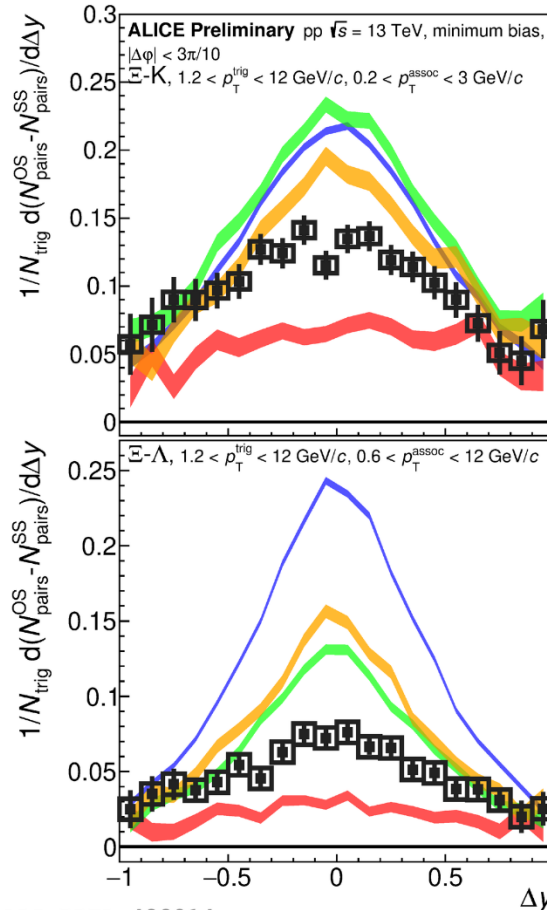 ALICE Preliminary pp √s = 13 TeV, minimum bias,
|Δφ| < 3π/10
Ξ-K, 1.2 < p_T^trig < 12 GeV/c, 0.2 < p_T^assoc < 3 GeV/c
1/N_trig d(N_pairs^OS-N_pairs^SS)/dΔy
0.3
0.25
0.2
0.15
0.1
0.05
0
Ξ-Λ, 1.2 < p_T^trig < 12 GeV/c, 0.6 < p_T^assoc < 12 GeV/c
1/N_trig d(N_pairs^OS-N_pairs^SS)/dΔy
0.25
0.2
0.15
0.1
0.05
0
−1 −0.5 0 0.5
Δy